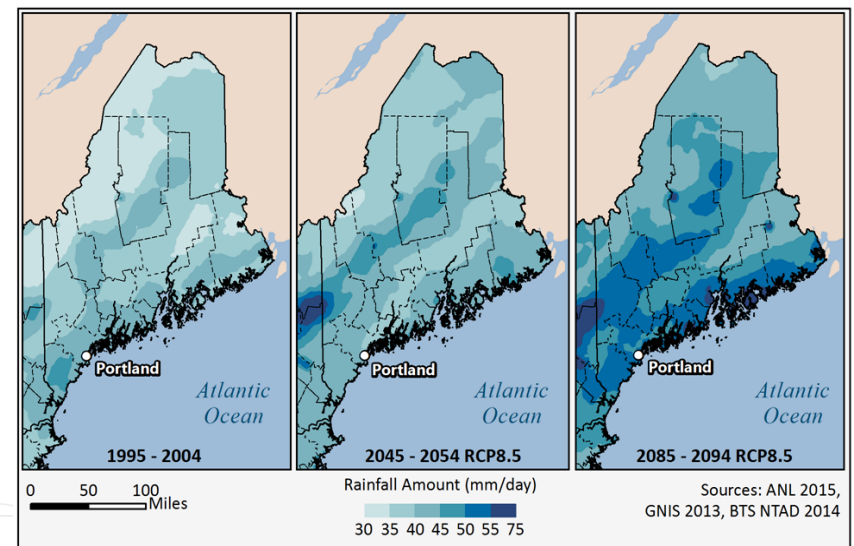 Portland
Atlantic
Ocean
1995 - 2004
Portland
Atlantic
Ocean
2045 - 2054 RCP8.5
Portland
Atlantic
Ocean
2085 - 2094 RCP8.5
0 50 100
Miles
Rainfall Amount (mm/day)
30 35 40 45 50 55 75
Sources: ANL 2015,
GNIS 2013, BTS NTAD 2014